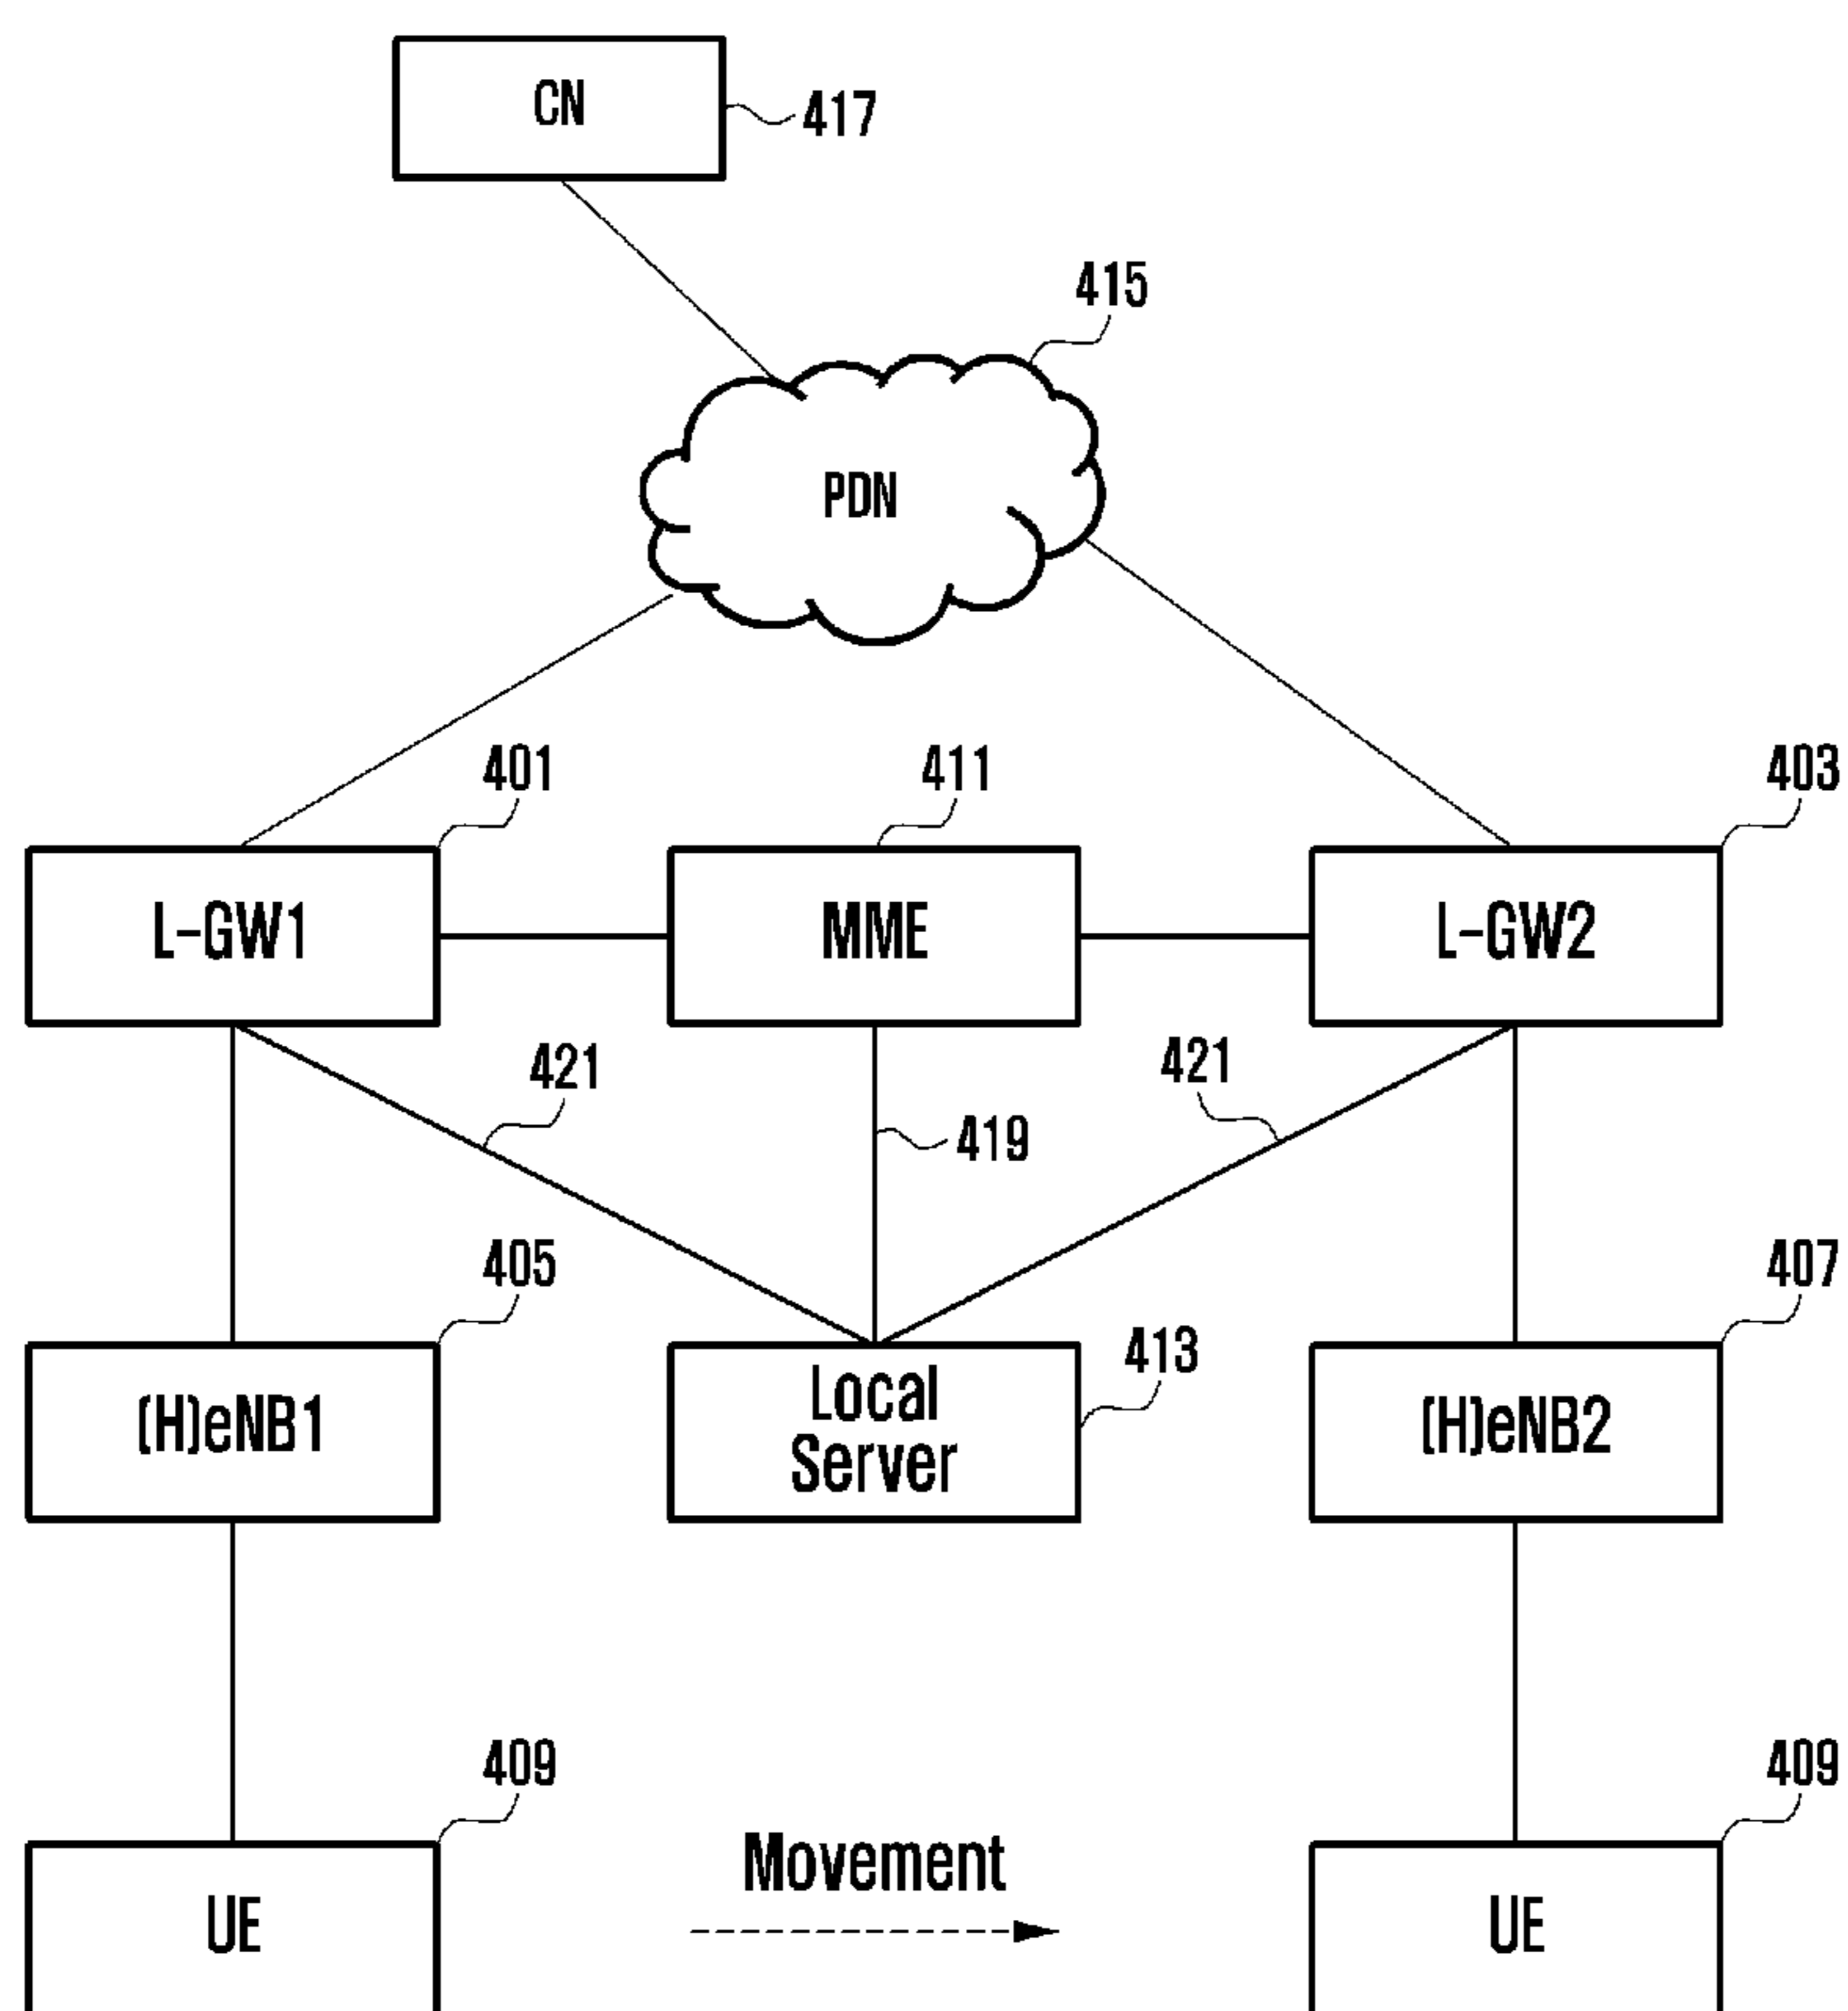 CN
417
415
PDN
401
411
403
L-GW1
MME
L-GW2
421
421
419
405
407
413
(H)eNB1
Local
Server
(H)eNB2
409
409
Movement
UE
UE